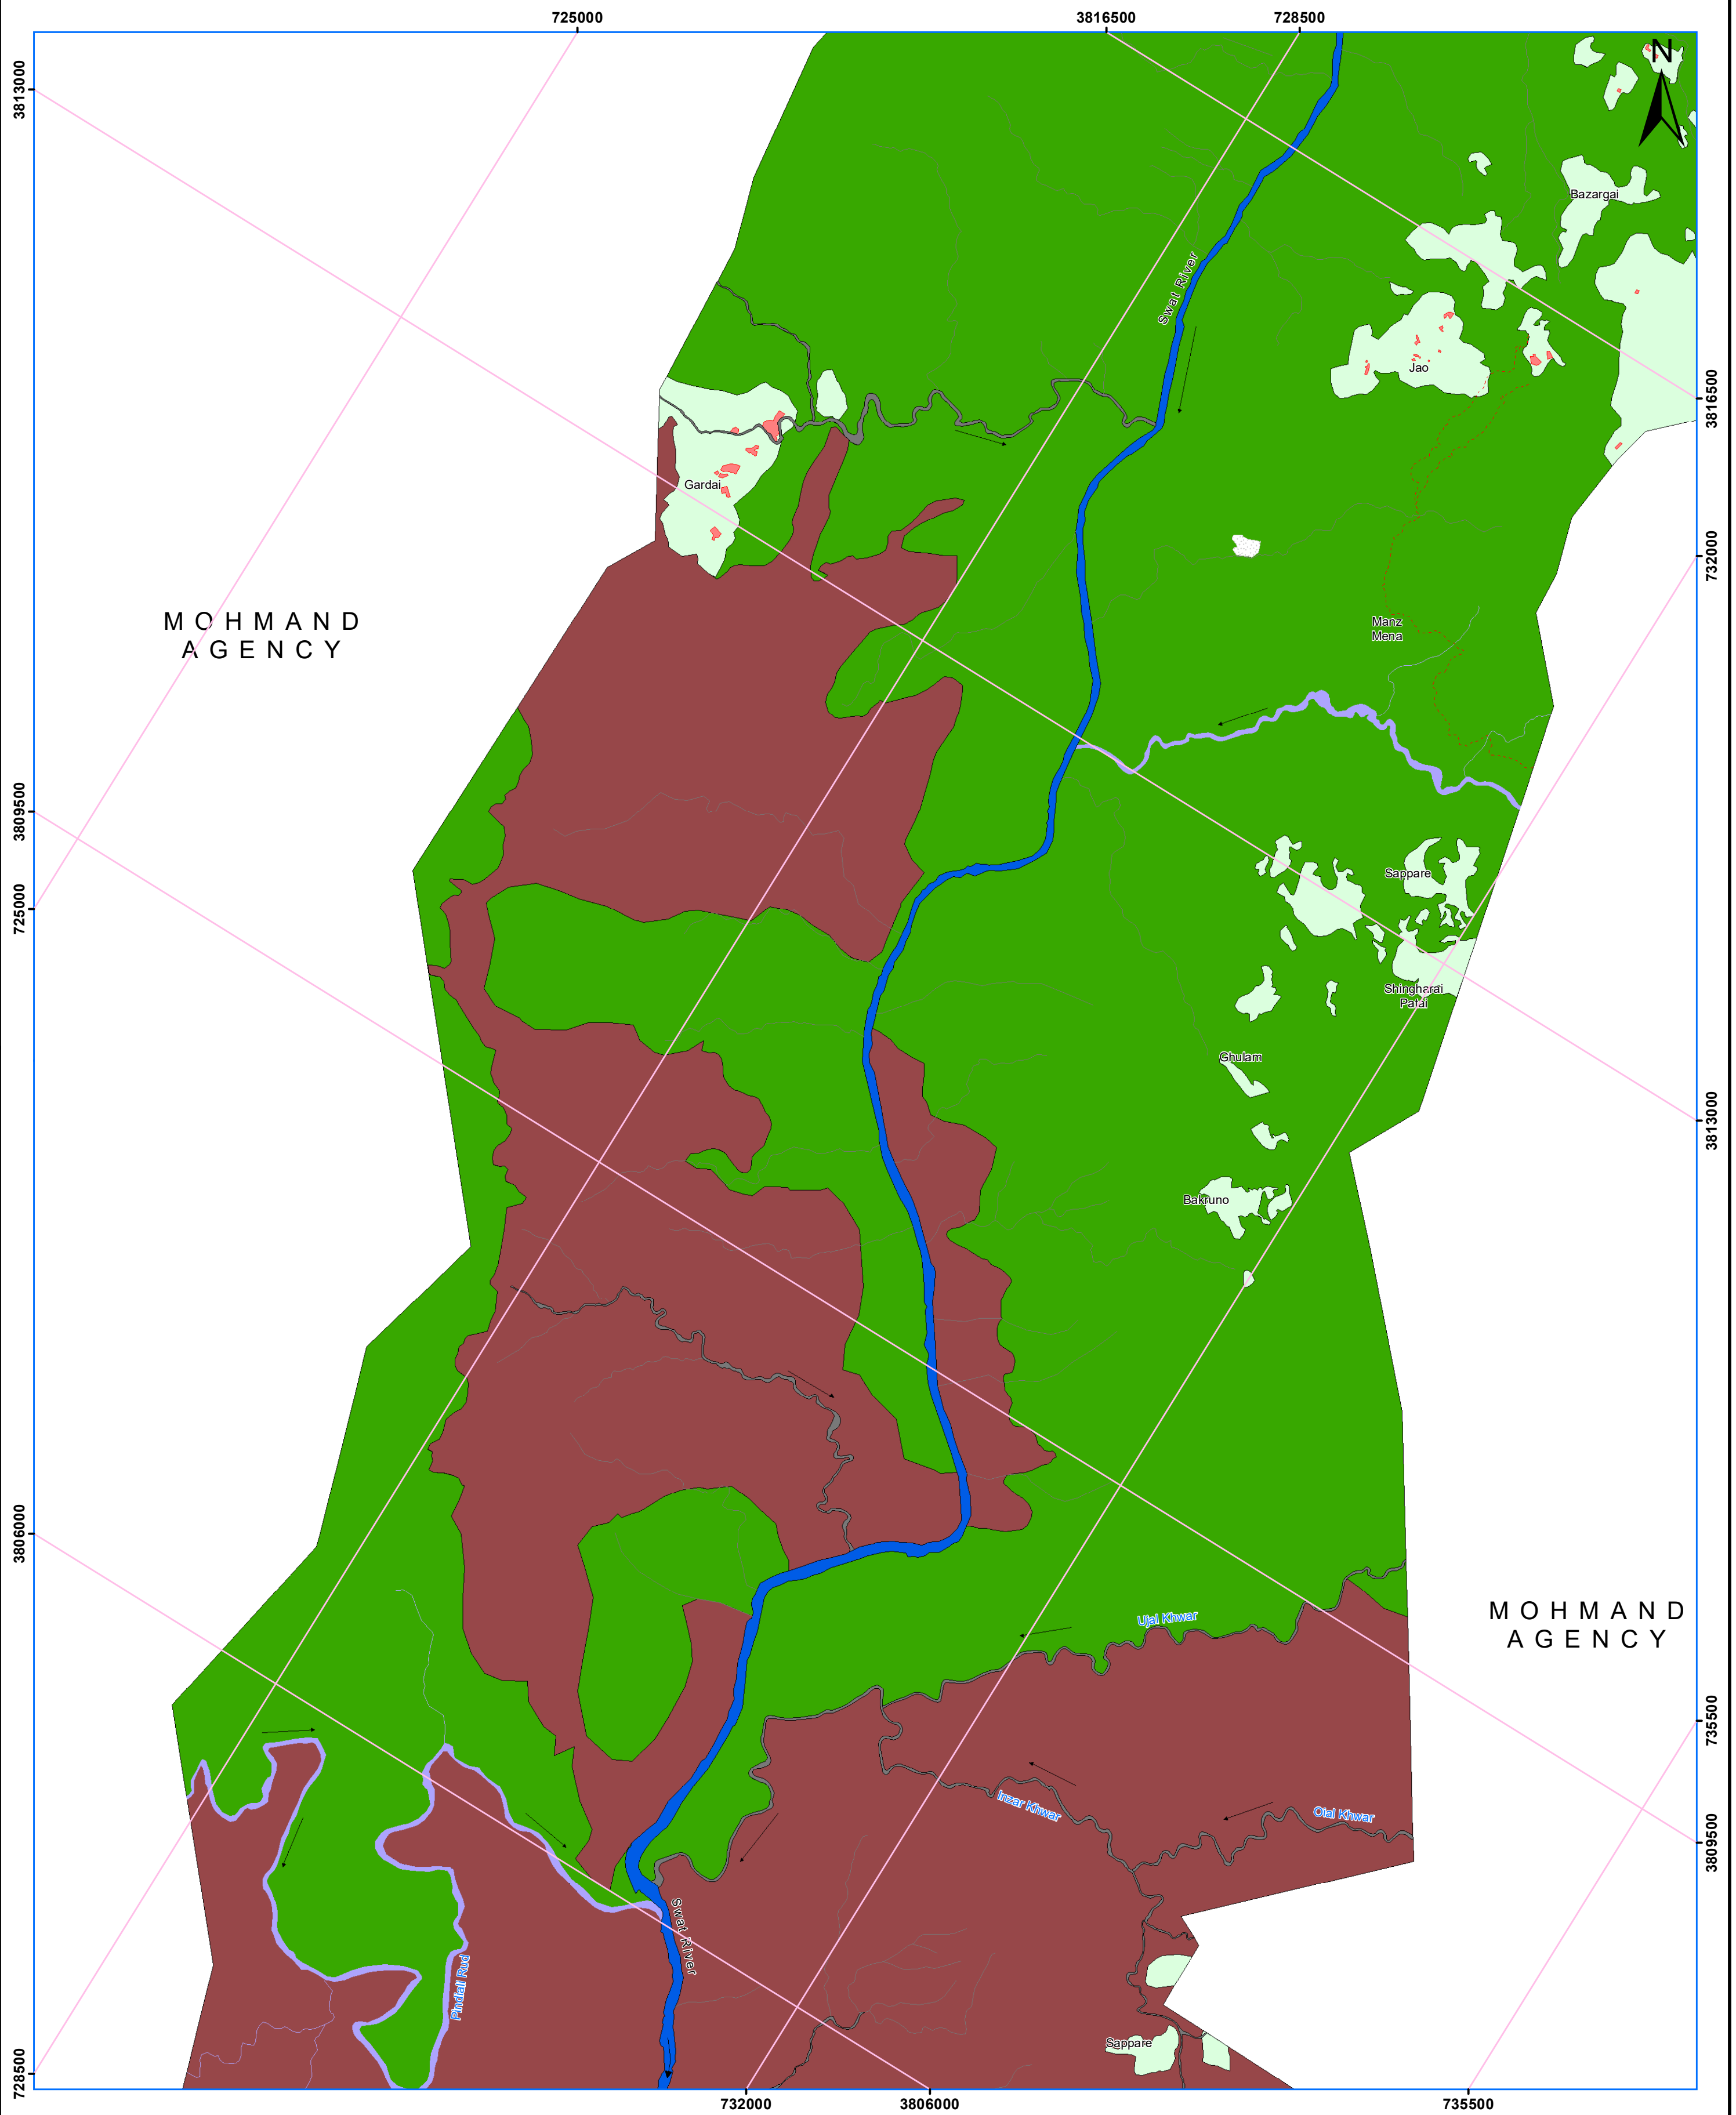 725000
3816500
728500
3813000
N
Bazargai
Swat River
Jao
3816500
Gardai
732000
MOHMAND
AGENCY
Manz
Mena
3809500
Sappare
725000
Shingharai
Patai
Ghulam
3813000
Bakruno
3806000
MOHMAND
AGENCY
Ujal Khwar
735500
Inzar Khwar
Olal Khwar
3809500
Swat River
Pindiali Rud
Sappare
728500
732000
3806000
735500